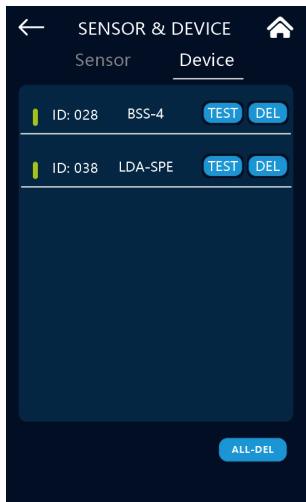 SENSOR & DEVICE
Sensor Device
ID: 028 BSS-4 TEST DEL
ID: 038 LDA-SPE TEST DEL
ALL-DEL